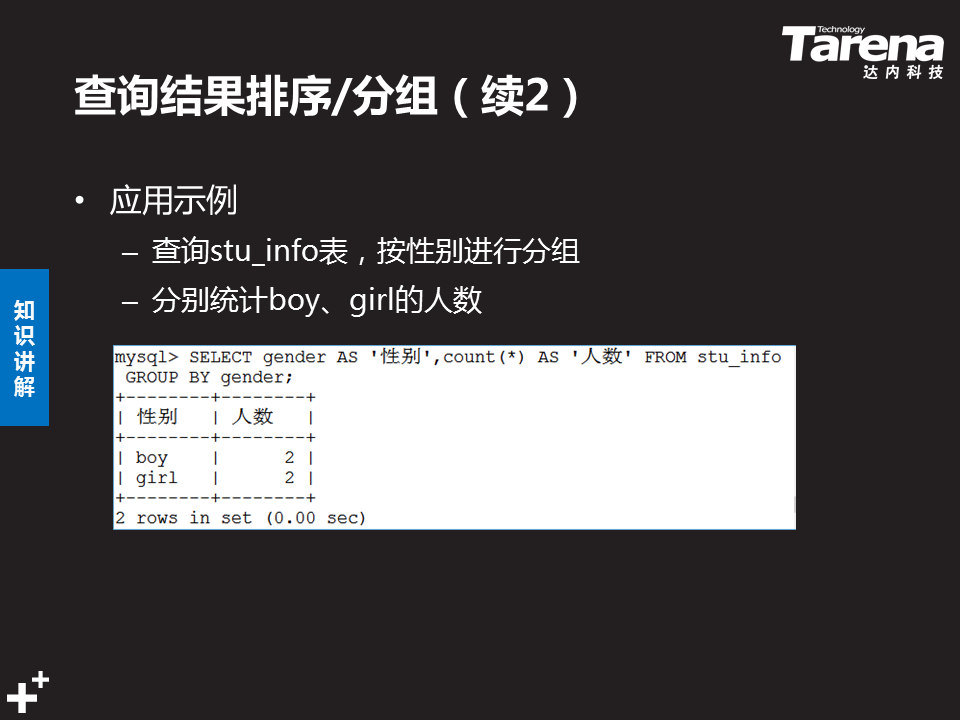 Technology
Tarena
达内科技
查询结果排序/分组（续2）
• 应用示例
– 查询stu_info表，按性别进行分组
– 分别统计boy、girl的人数
知识讲解
mysql> SELECT gender AS '性别',count(*) AS '人数' FROM stu_info
 GROUP BY gender;
+--------+--------+
| 性别   | 人数   |
+--------+--------+
| boy    |      2 |
| girl   |      2 |
+--------+--------+
2 rows in set (0.00 sec)